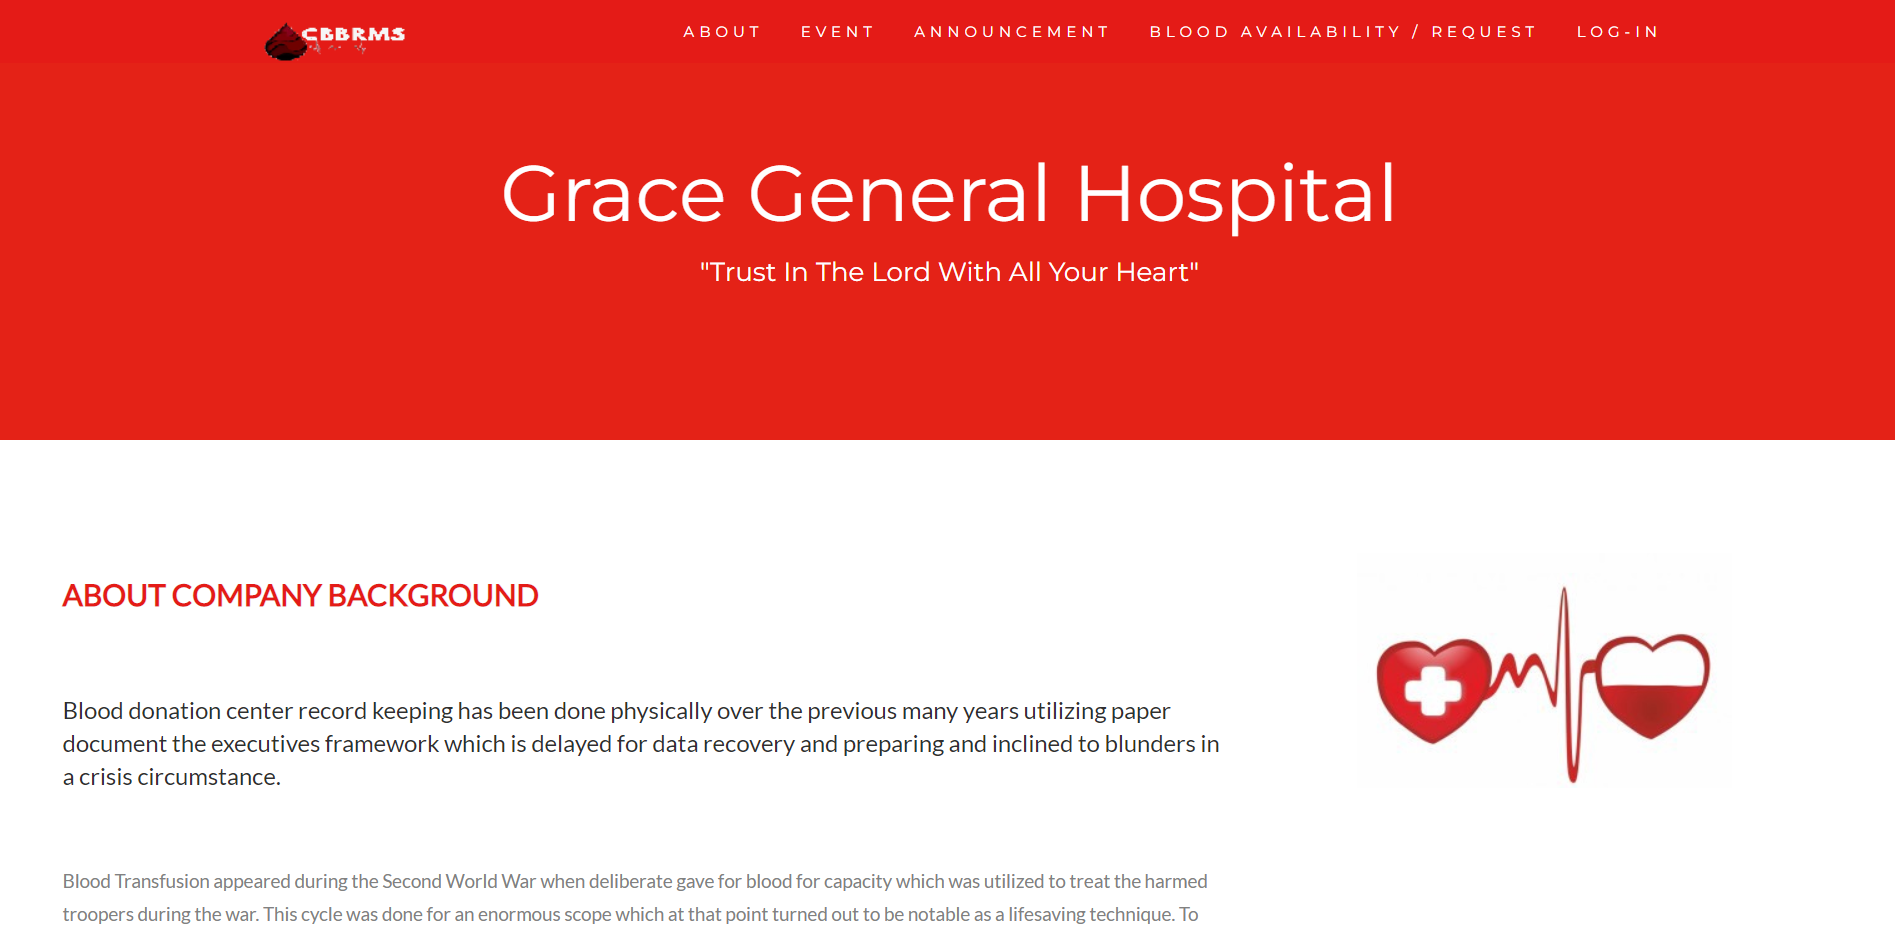 CBBRMS
ABOUT EVENT ANNOUNCEMENT BLOOD AVAILABILITY / REQUEST LOG-IN
Grace General Hospital
"Trust In The Lord With All Your Heart"
ABOUT COMPANY BACKGROUND
Blood donation center record keeping has been done physically over the previous many years utilizing paper
document the executives framework which is delayed for data recovery and preparing and inclined to blunders in
a crisis circumstance.
Blood Transfusion appeared during the Second World War when deliberate gave for blood for capacity which was utilized to treat the harmed
troopers during the war. This cycle was done for an enormous scope which at that point turned out to be notable as a lifesaving technique. To